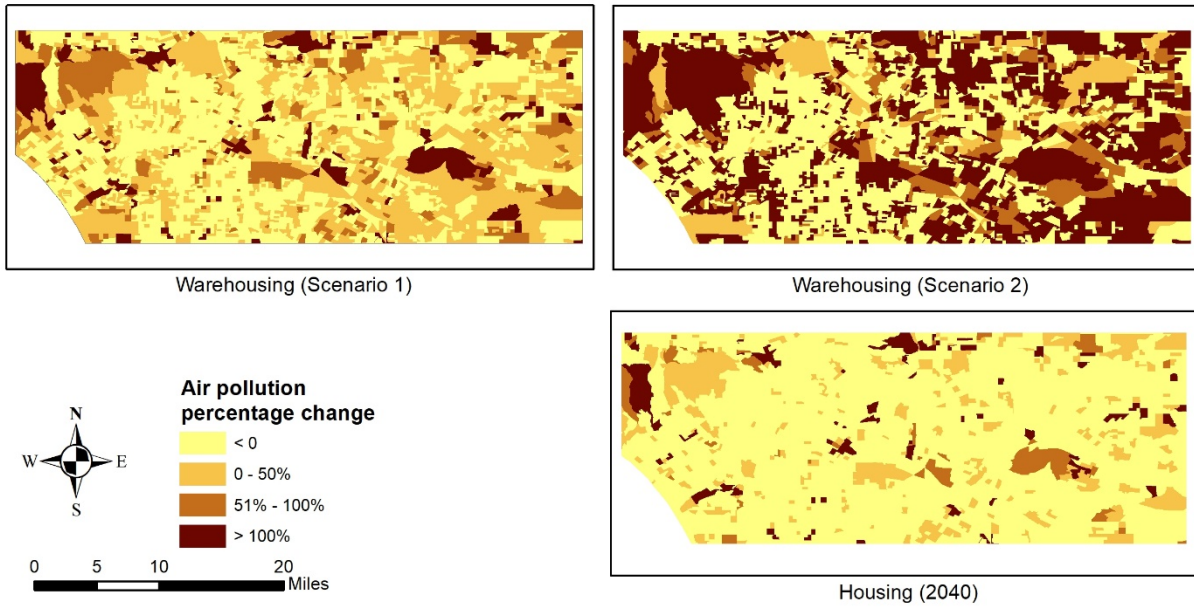 Warehousing (Scenario 1)
Warehousing (Scenario 2)
Air pollution
percentage change
< 0
0 - 50%
51% - 100%
> 100%
N
W E
S
0 5 10 20
Miles
Housing (2040)